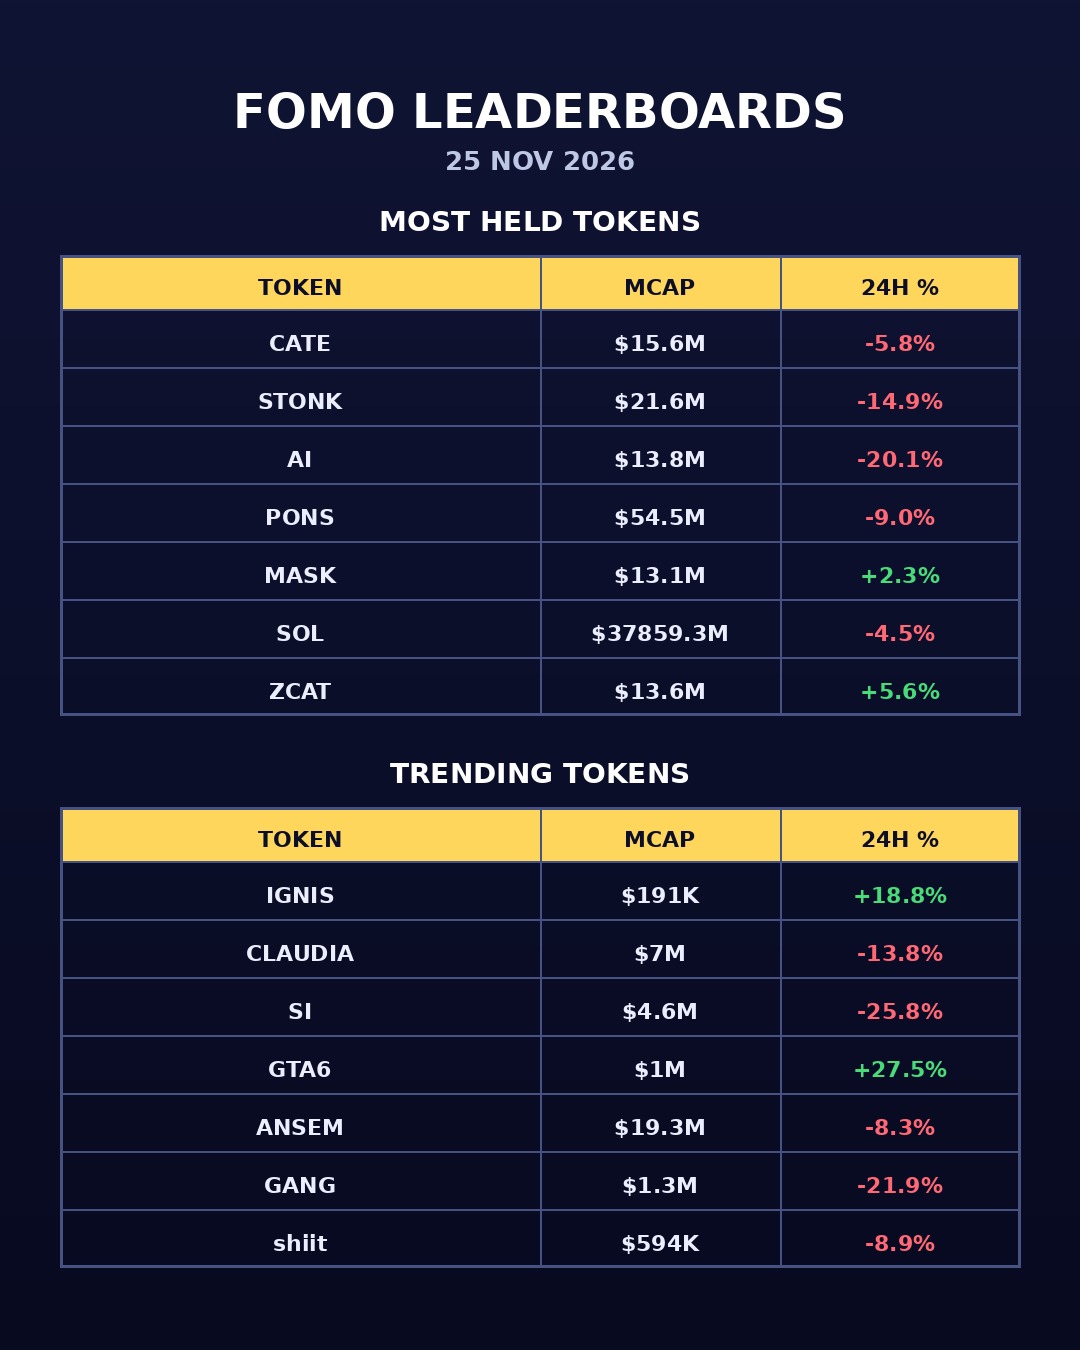 FOMO LEADERBOARDS
25 NOV 2026
MOST HELD TOKENS
TOKEN MCAP 24H %
CATE $15.6M -5.8%
STONK $21.6M -14.9%
AI $13.8M -20.1%
PONS $54.5M -9.0%
MASK $13.1M +2.3%
SOL $37859.3M -4.5%
ZCAT $13.6M +5.6%
TRENDING TOKENS
TOKEN MCAP 24H %
IGNIS $191K +18.8%
CLAUDIA $7M -13.8%
SI $4.6M -25.8%
GTA6 $1M +27.5%
ANSEM $19.3M -8.3%
GANG $1.3M -21.9%
shiit $594K -8.9%